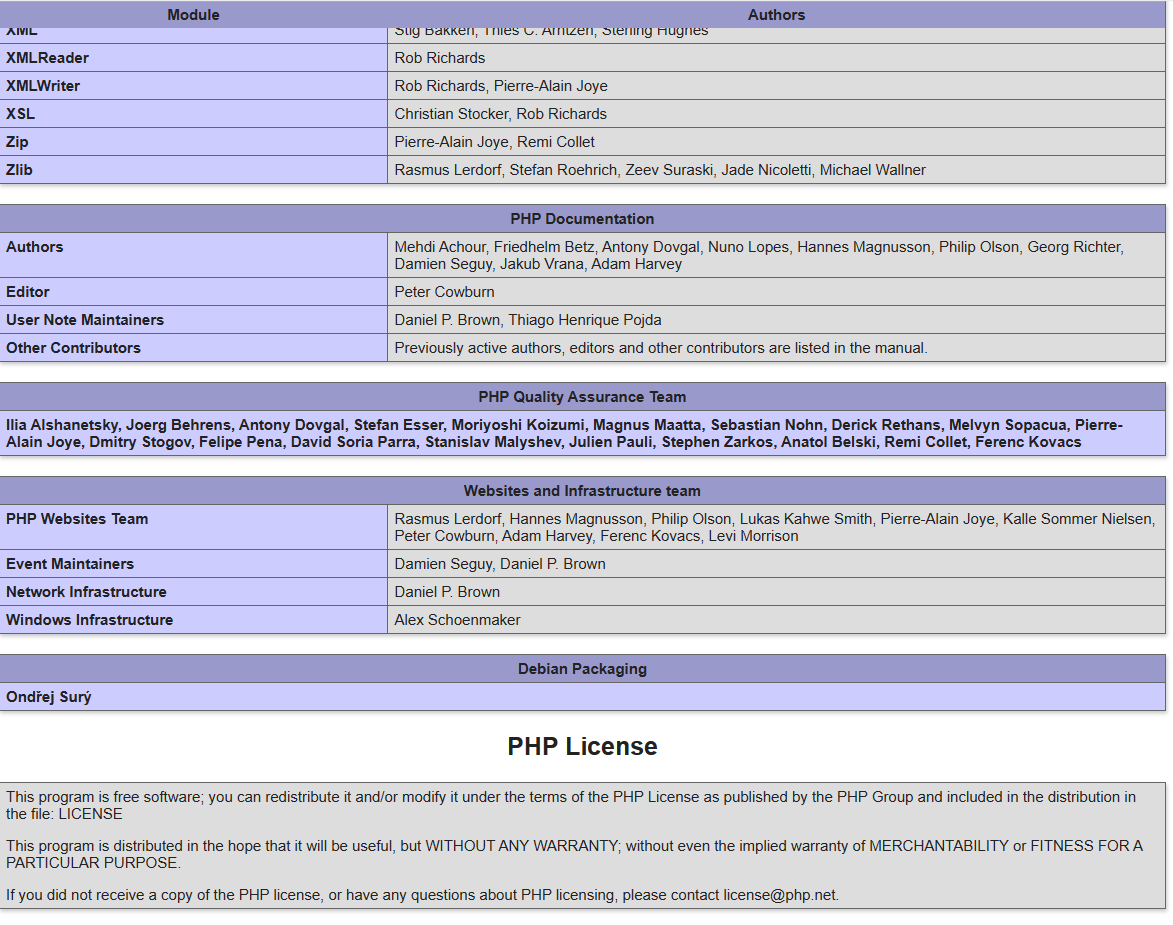 Module Authors
XML Stig Bakken, Thies C. Arntzen, Sterling Hughes
XMLReader Rob Richards
XMLWriter Rob Richards, Pierre-Alain Joye
XSL Christian Stocker, Rob Richards
Zip Pierre-Alain Joye, Remi Collet
Zlib Rasmus Lerdorf, Stefan Roehrich, Zeev Suraski, Jade Nicoletti, Michael Wallner
PHP Documentation
Authors Mehdi Achour, Friedhelm Betz, Antony Dovgal, Nuno Lopes, Hannes Magnusson, Philip Olson, Georg Richter,
Damien Seguy, Jakub Vrana, Adam Harvey
Editor Peter Cowburn
User Note Maintainers Daniel P. Brown, Thiago Henrique Pojda
Other Contributors Previously active authors, editors and other contributors are listed in the manual.
PHP Quality Assurance Team
Ilia Alshanetsky, Joerg Behrens, Antony Dovgal, Stefan Esser, Moriyoshi Koizumi, Magnus Maatta, Sebastian Nohn, Derick Rethans, Melvyn Sopacua, Pierre-
Alain Joye, Dmitry Stogov, Felipe Pena, David Soria Parra, Stanislav Malyshev, Julien Pauli, Stephen Zarkos, Anatol Belski, Remi Collet, Ferenc Kovacs
Websites and Infrastructure team
PHP Websites Team Rasmus Lerdorf, Hannes Magnusson, Philip Olson, Lukas Kahwe Smith, Pierre-Alain Joye, Kalle Sommer Nielsen,
Peter Cowburn, Adam Harvey, Ferenc Kovacs, Levi Morrison
Event Maintainers Damien Seguy, Daniel P. Brown
Network Infrastructure Daniel P. Brown
Windows Infrastructure Alex Schoenmaker
Debian Packaging
Ondřej Surý
PHP License
This program is free software; you can redistribute it and/or modify it under the terms of the PHP License as published by the PHP Group and included in the distribution in
the file: LICENSE
This program is distributed in the hope that it will be useful, but WITHOUT ANY WARRANTY; without even the implied warranty of MERCHANTABILITY or FITNESS FOR A
PARTICULAR PURPOSE.
If you did not receive a copy of the PHP license, or have any questions about PHP licensing, please contact license@php.net.